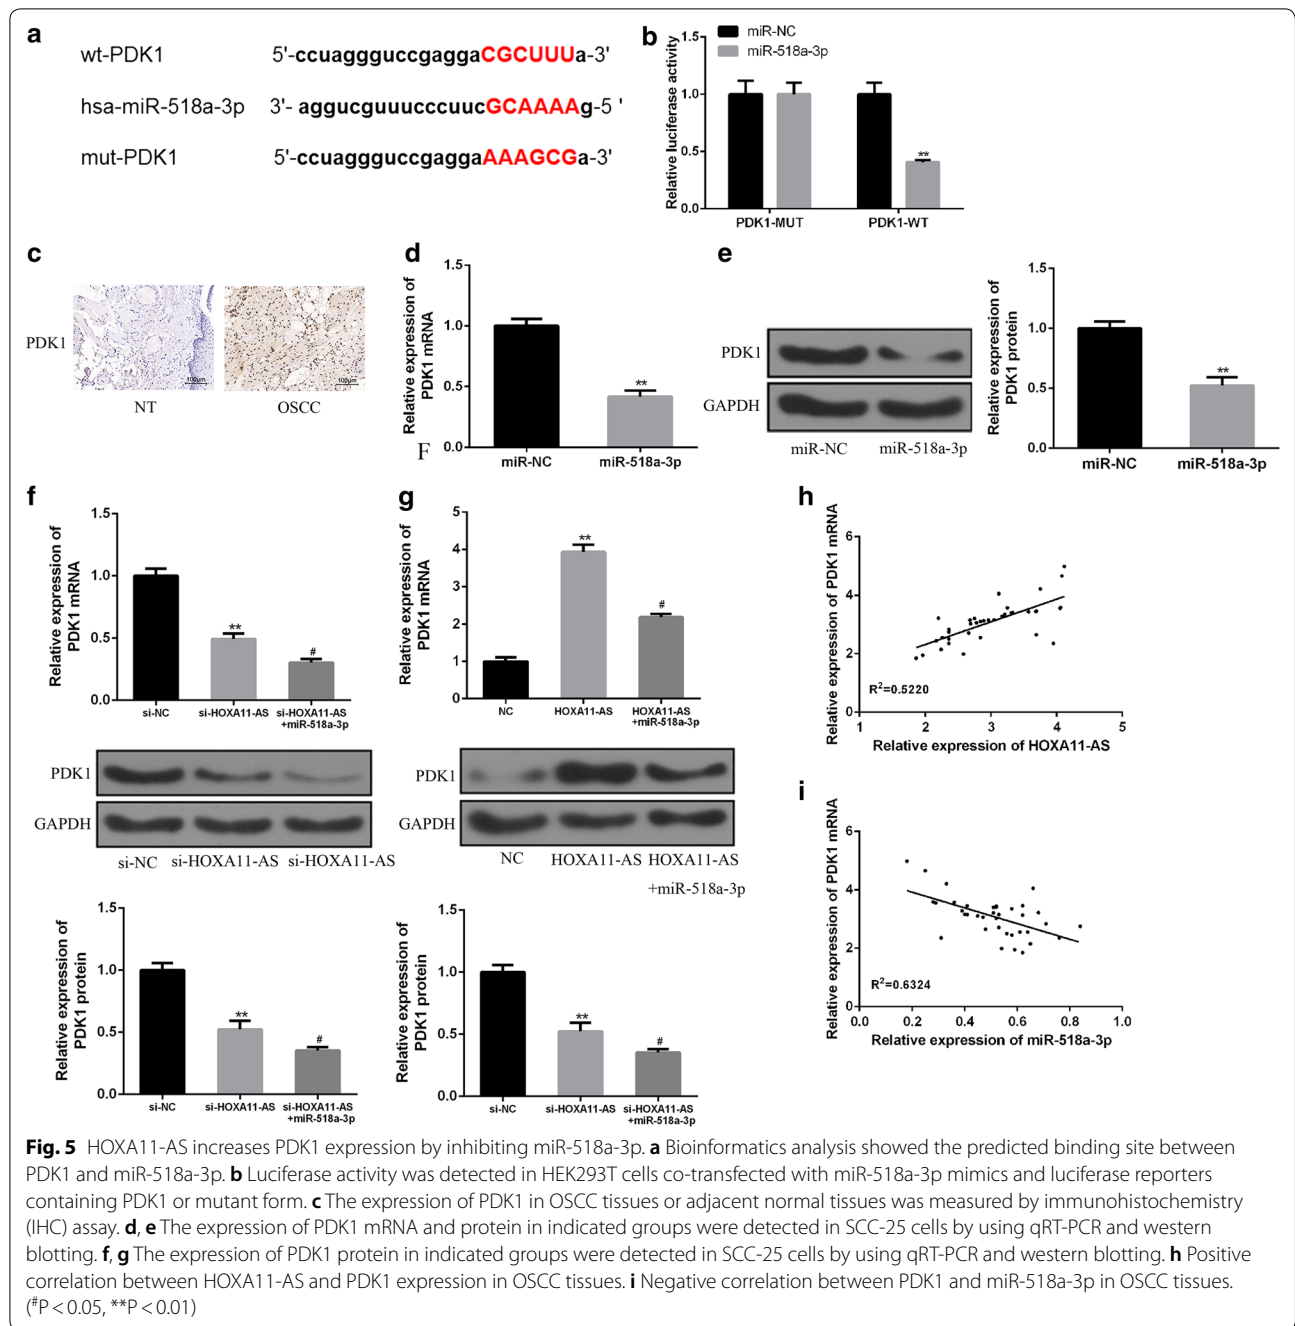 a
wt-PDK1 5'-ccuaggguccgaggaCGCUUUa-3'
hsa-miR-518a-3p 3'- aggucguuucccuucGCAAAAg-5 '
mut-PDK1 5'-ccuaggguccgaggaAAAGCGa-3'
b
miR-NC
miR-518a-3p
Relative luciferase activity
1.5
1.0
0.5
0.0
**
PDK1-MUT PDK1-WT
c
PDK1
100μm 100μm
NT OSCC
d
Relative expression of
PDK1 mRNA
1.5
1.0
0.5
0.0
**
F
miR-NC miR-518a-3p
e
PDK1
GAPDH
miR-NC miR-518a-3p
Relative expression of
PDK1 protein
1.5
1.0
0.5
0.0
**
miR-NC miR-518a-3p
f
Relative expression of
PDK1 mRNA
1.5
1.0
0.5
0.0
**
#
si-NC si-HOXA11-AS si-HOXA11-AS
+miR-518a-3p
PDK1
GAPDH
si-NC si-HOXA11-AS si-HOXA11-AS
Relative expression of
PDK1 protein
1.5
1.0
0.5
0.0
**
#
si-NC si-HOXA11-AS si-HOXA11-AS
+miR-518a-3p
g
Relative expression of
PDK1 mRNA
5
4
3
2
1
0
**
#
NC HOXA11-AS HOXA11-AS
+miR-518a-3p
PDK1
GAPDH
NC HOXA11-AS HOXA11-AS
+miR-518a-3p
Relative expression of
PDK1 protein
1.5
1.0
0.5
0.0
**
#
si-NC si-HOXA11-AS si-HOXA11-AS
+miR-518a-3p
h
Relative expression of PDK1 mRNA
6
4
2
0
R²=0.5220
1 2 3 4 5
Relative expression of HOXA11-AS
i
Relative expression of PDK1 mRNA
6
4
2
0
R²=0.6324
0.0 0.2 0.4 0.6 0.8 1.0
Relative expression of miR-518a-3p
Fig. 5 HOXA11-AS increases PDK1 expression by inhibiting miR-518a-3p. a Bioinformatics analysis showed the predicted binding site between
PDK1 and miR-518a-3p. b Luciferase activity was detected in HEK293T cells co-transfected with miR-518a-3p mimics and luciferase reporters
containing PDK1 or mutant form. c The expression of PDK1 in OSCC tissues or adjacent normal tissues was measured by immunohistochemistry
(IHC) assay. d, e The expression of PDK1 mRNA and protein in indicated groups were detected in SCC-25 cells by using qRT-PCR and western
blotting. f, g The expression of PDK1 protein in indicated groups were detected in SCC-25 cells by using qRT-PCR and western blotting. h Positive
correlation between HOXA11-AS and PDK1 expression in OSCC tissues. i Negative correlation between PDK1 and miR-518a-3p in OSCC tissues.
(#P < 0.05, **P < 0.01)